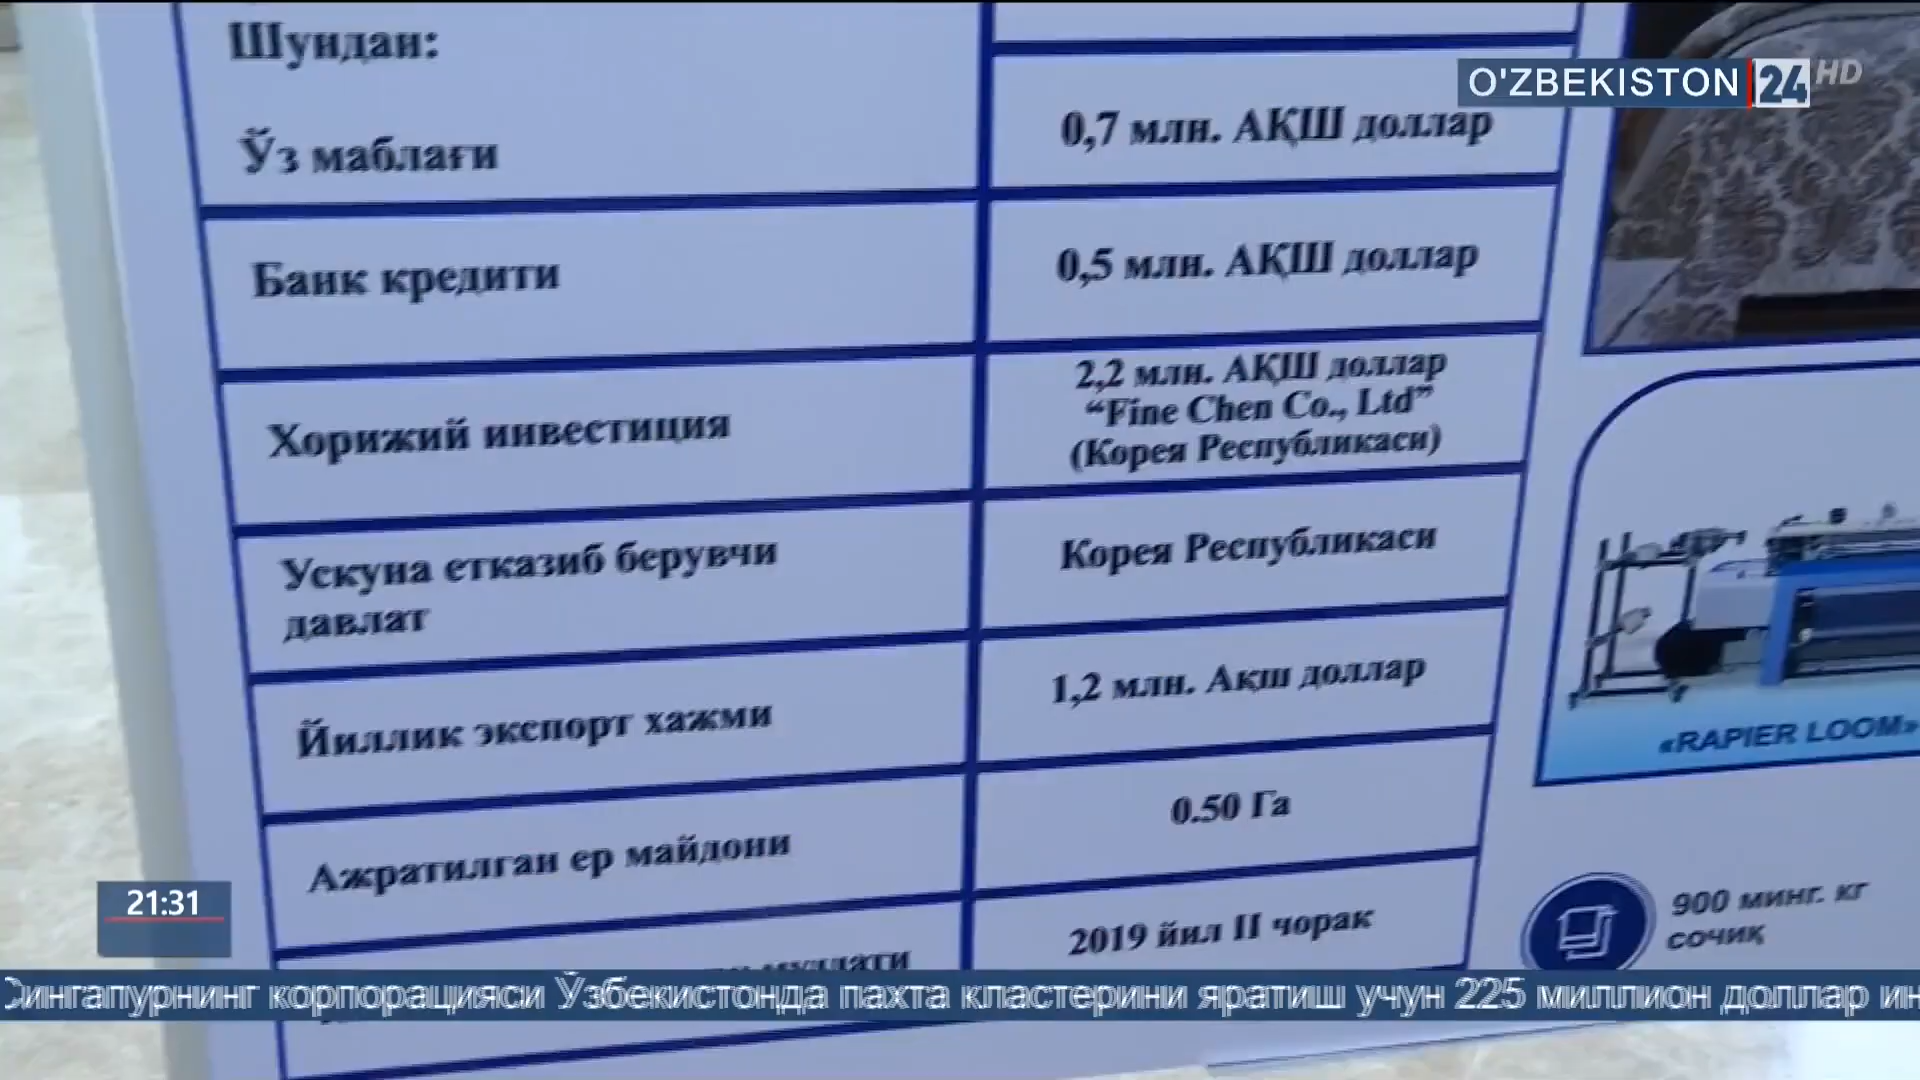 Шундан:
O'ZBEKISTON 24 HD
Ўз маблағи
0,7 млн. АҚШ доллар
Банк кредити
0,5 млн. АҚШ доллар
Хорижий инвестиция
2,2 млн. АҚШ доллар
“Fine Chen Co., Ltd”
(Корея Республикаси)
Ускуна етказиб берувчи
давлат
Корея Республикаси
Йиллик экспорт хажми
1,2 млн. Ақш доллар
«RAPIER LOOM»
Ажратилган ер майдони
0.50 Га
900 минг. кг
сочиқ
муддати
2019 йил II чорак
21:31
Сингапурнинг корпорацияси Ўзбекистонда пахта кластерини яратиш учун 225 миллион доллар ин